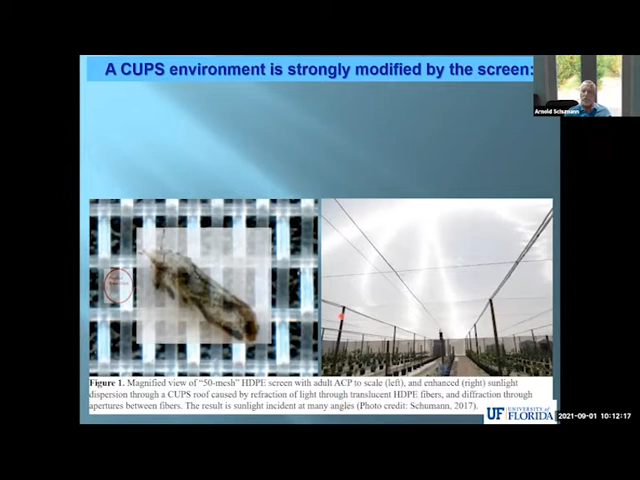 A CUPS environment is strongly modified by the screen:
Arnold Schumann
Figure 1. Magnified view of “50-mesh” HDPE screen with adult ACP to scale (left), and enhanced (right) sunlight
dispersion through a CUPS roof caused by refraction of light through translucent HDPE fibers, and diffraction through
apertures between fibers. The result is sunlight incident at many angles (Photo credit: Schumann, 2017).
UF UNIVERSITY of
FLORIDA
2021-09-01 10:12:17